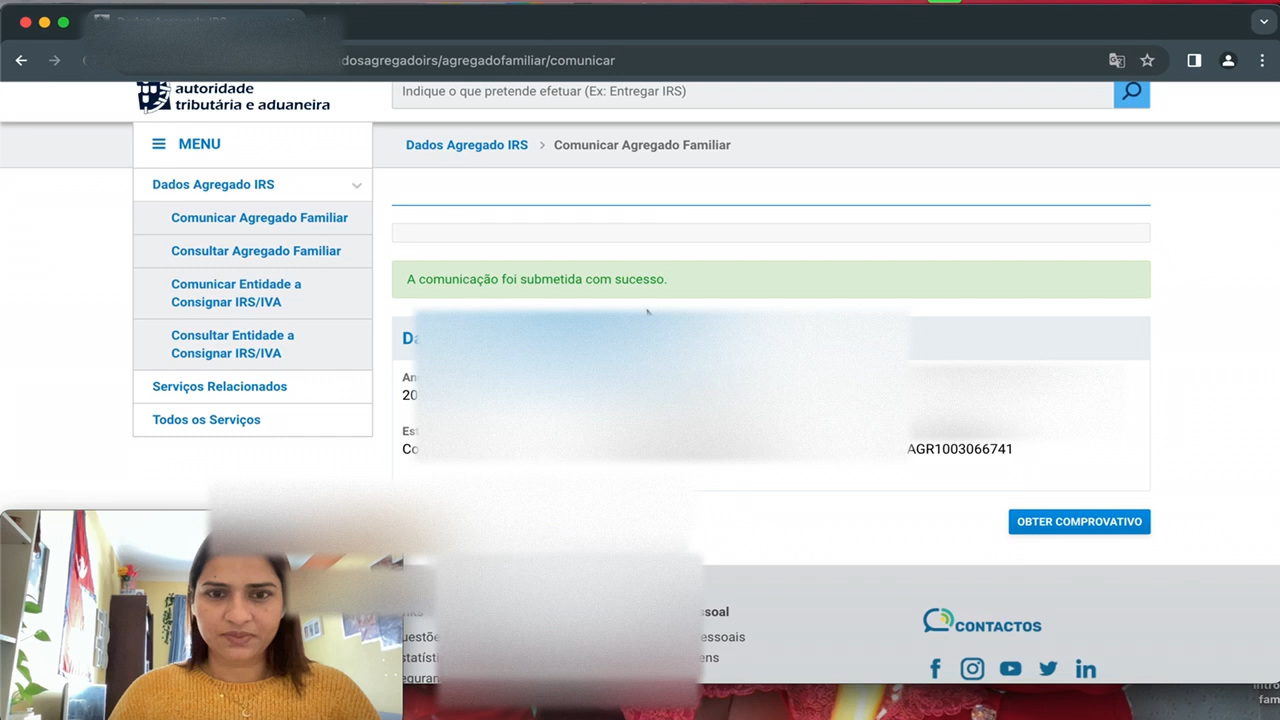 dosagregadoirs/agregadofamiliar/comunicar
autoridade
tributária e aduaneira
Indique o que pretende efetuar (Ex: Entregar IRS)
MENU
Dados Agregado IRS > Comunicar Agregado Familiar
Dados Agregado IRS
Comunicar Agregado Familiar
Consultar Agregado Familiar
Comunicar Entidade a
Consignar IRS/IVA
Consultar Entidade a
Consignar IRS/IVA
Serviços Relacionados
Todos os Serviços
A comunicação foi submetida com sucesso.
AGR1003066741
OBTER COMPROVATIVO
CONTACTOS